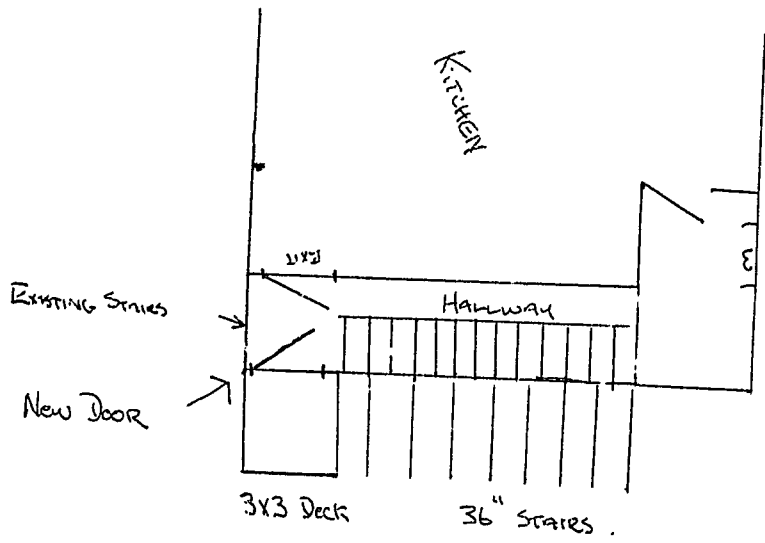 KITCHEN
HALLWAY
EXISTING STAIRS
NEW DOOR
3X3 Deck
36" STAIRS.